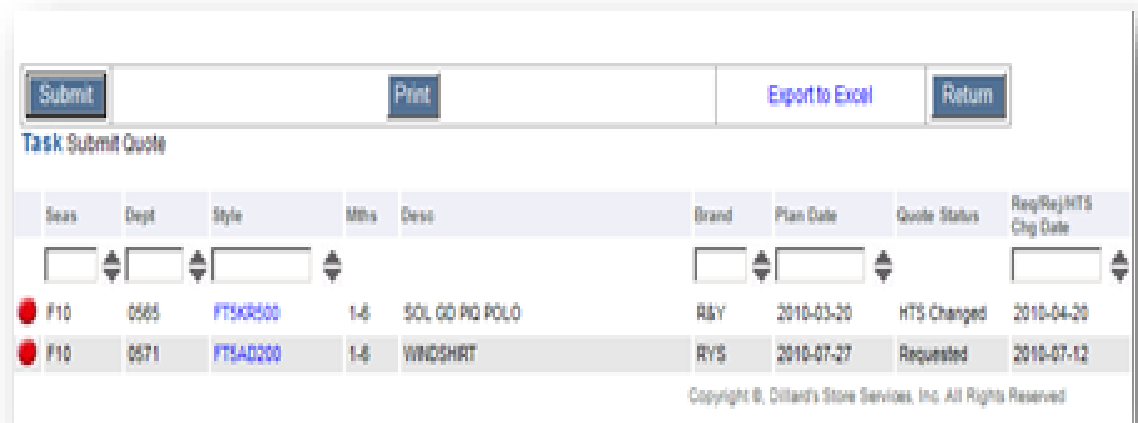 Submit Print Export to Excel Return
Task Submit Quote
Seas Dept Style Mths Desc Brand Plan Date Quote Status Req/Rej/HTS Chg Date
F10 0565 FT5KR500 1-6 SOL GD PIQ POLO R&Y 2010-03-20 HTS Changed 2010-04-20
F10 0571 FT5AD200 1-6 WINDSHIRT RYS 2010-07-27 Requested 2010-07-12
Copyright ©, Dillard's Store Services, Inc. All Rights Reserved